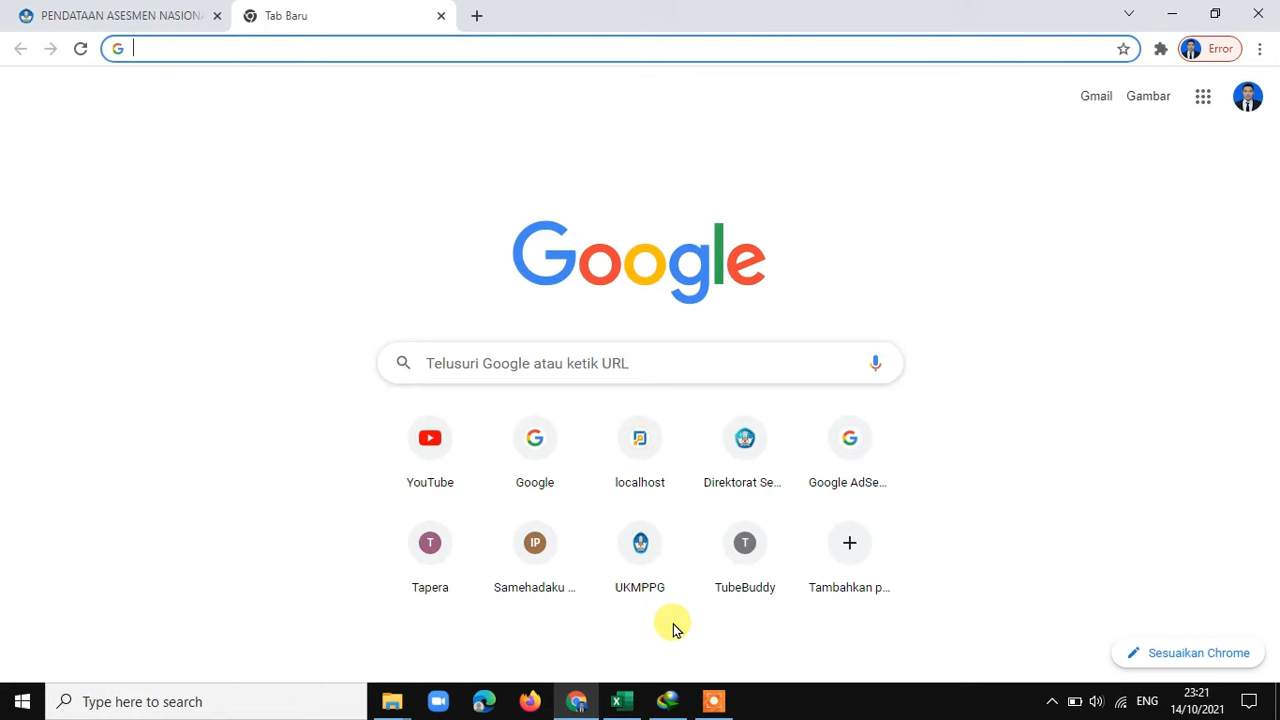 PENDATAAN ASESMEN NASIONA
Tab Baru
Error
Gmail
Gambar
Google
Telusuri Google atau ketik URL
YouTube
Google
localhost
Direktorat Se...
Google AdSe...
T
IP
T
Tapera
Samehadaku ...
UKMPPG
TubeBuddy
Tambahkan p...
Sesuaikan Chrome
Type here to search
ENG
23:21
14/10/2021